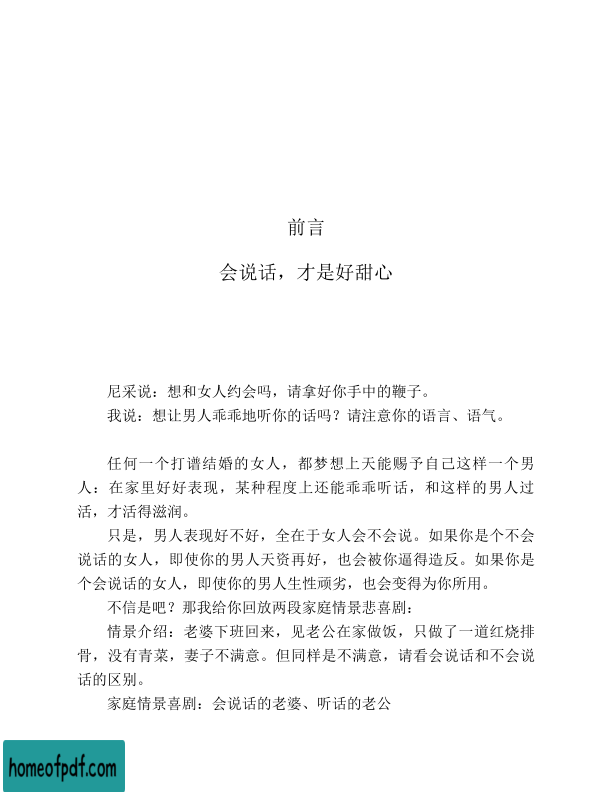 前言
会说话，才是好甜心
尼采说：想和女人约会吗，请拿好你手中的鞭子。
我说：想让男人乖乖地听你的话吗？请注意你的语言、语气。
任何一个打谱结婚的女人，都梦想上天能赐予自己这样一个男
人：在家里好好表现，某种程度上还能乖乖听话，和这样的男人过
活，才活得滋润。
只是，男人表现好不好，全在于女人会不会说。如果你是个不会
说话的女人，即使你的男人天资再好，也会被你逼得造反。如果你是
个会说话的女人，即使你的男人生性顽劣，也会变得为你所用。
不信是吧？那我给你回放两段家庭情景悲喜剧：
情景介绍：老婆下班回来，见老公在家做饭，只做了一道红烧排
骨，没有青菜，妻子不满意。但同样是不满意，请看会说话和不会说
话的区别。
家庭情景喜剧：会说话的老婆、听话的老公
homeofpdf.com